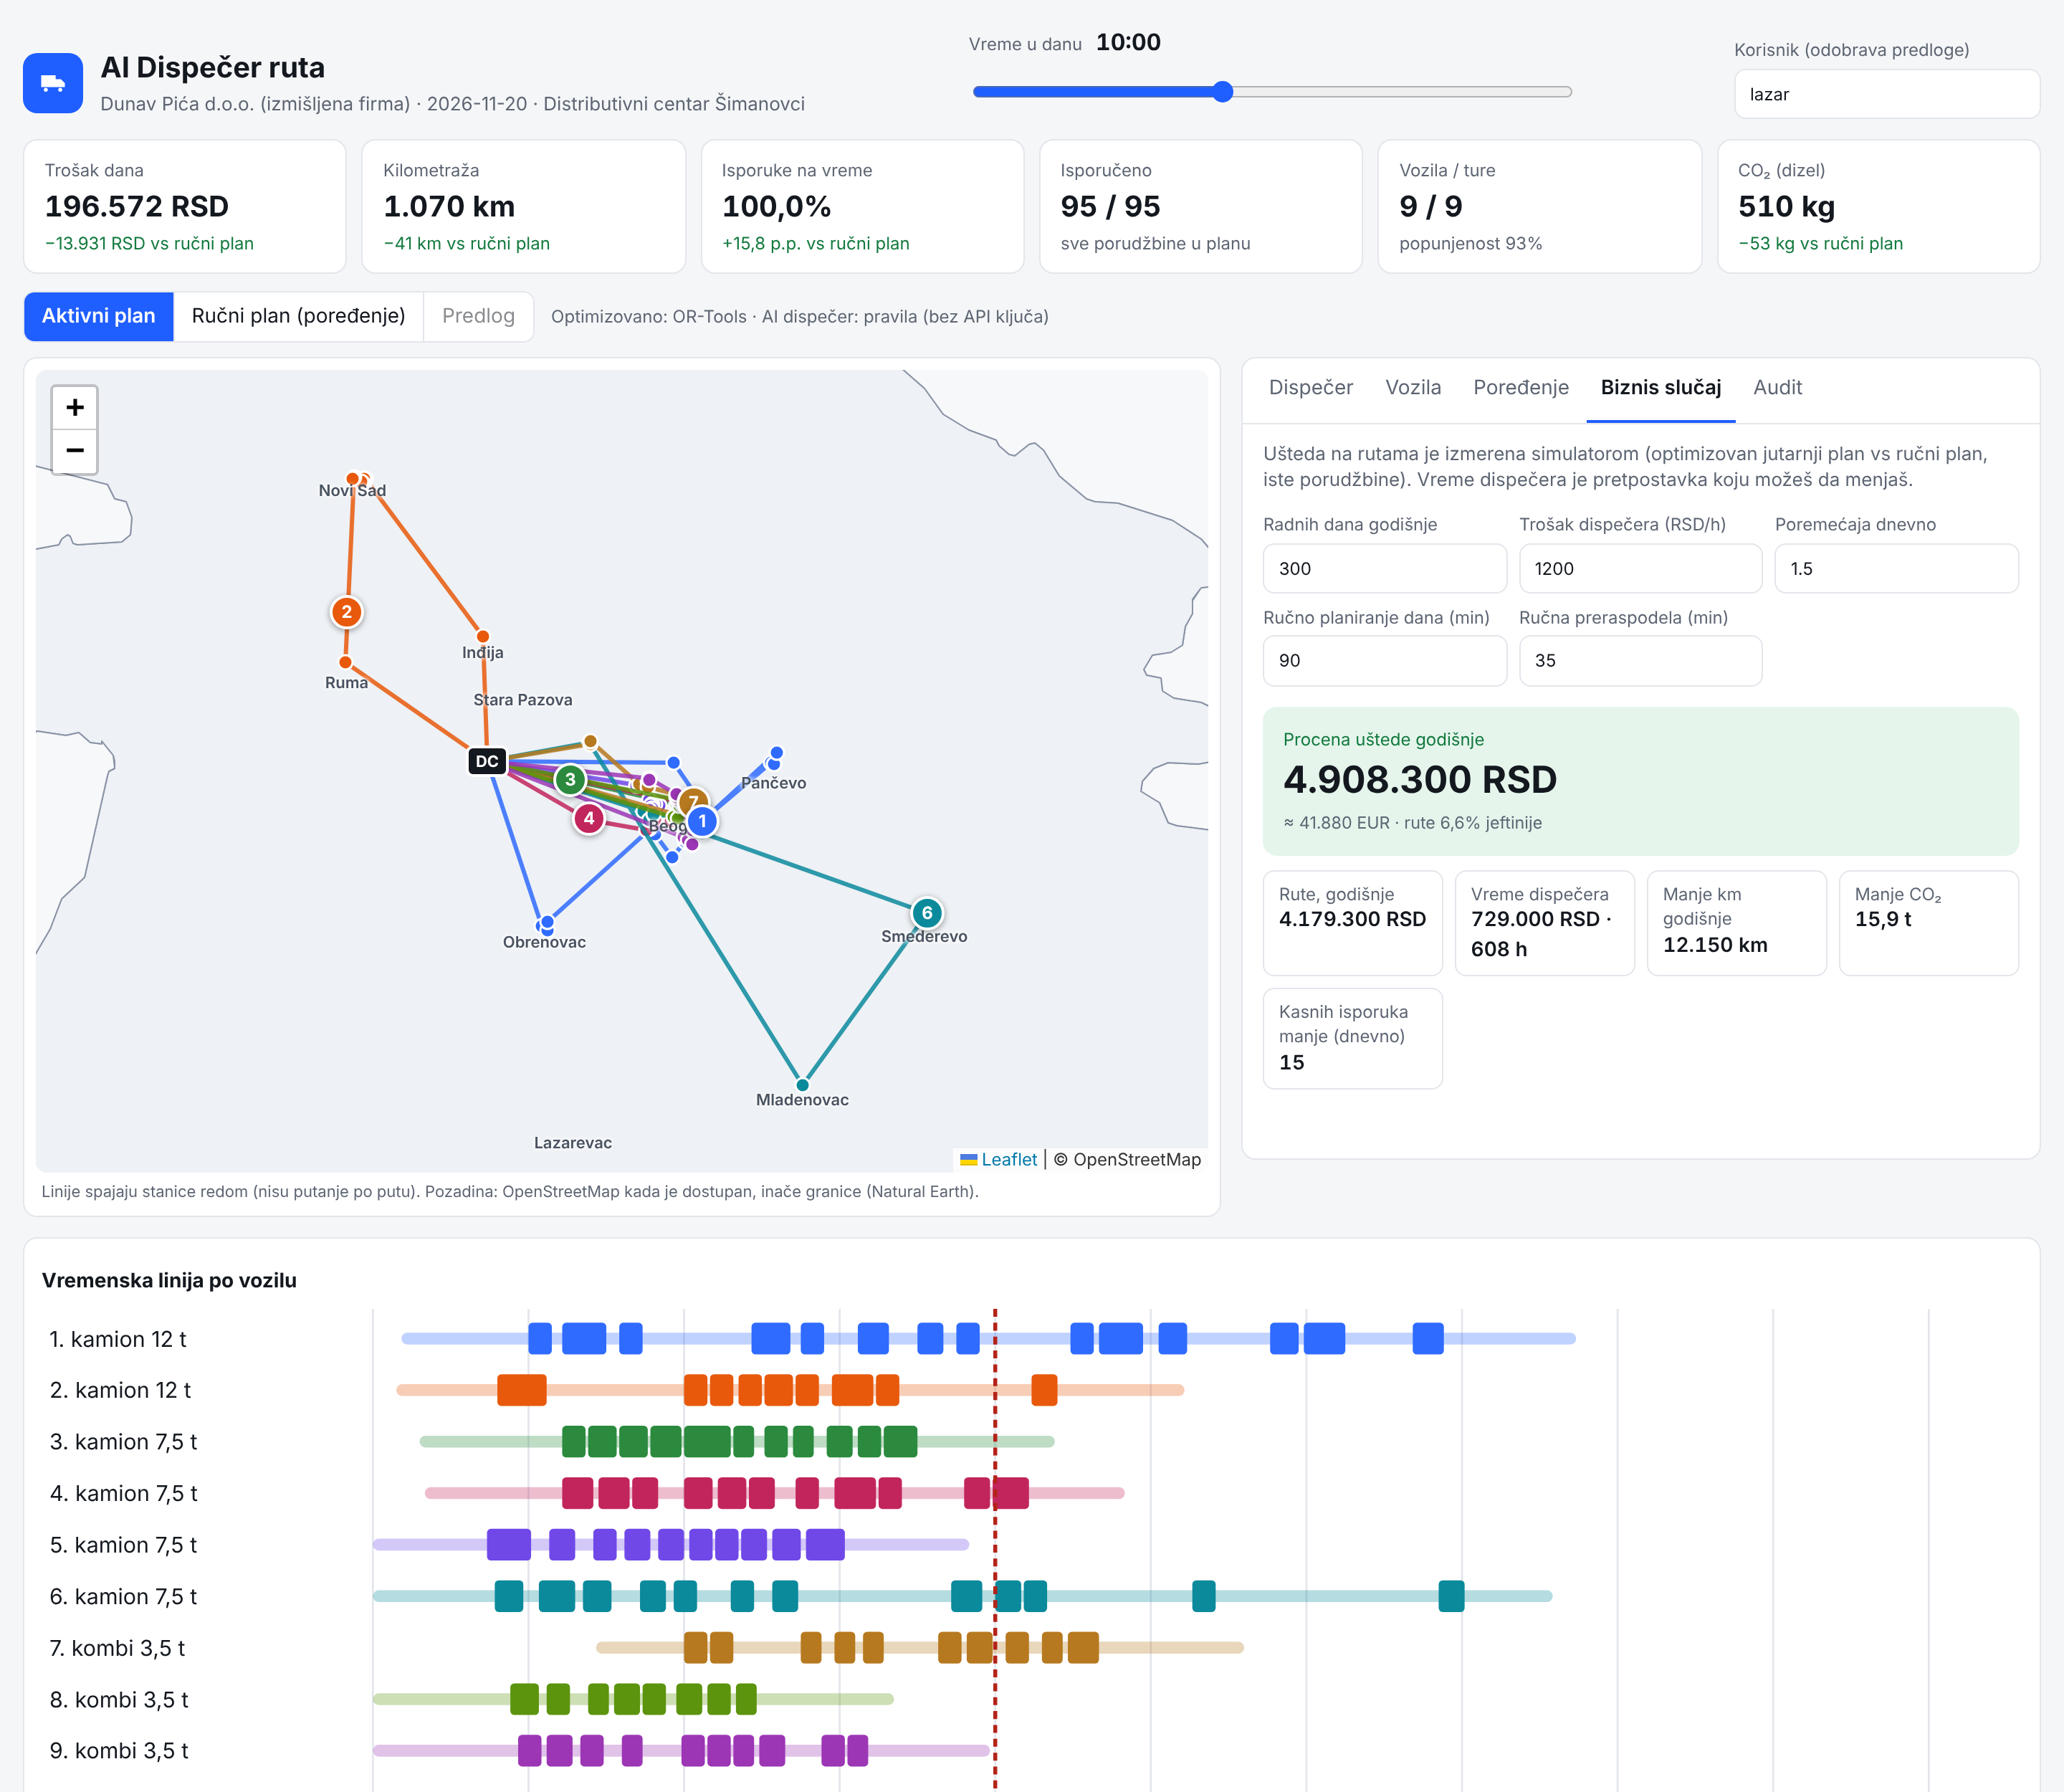 AI Dispečer ruta
Dunav Pića d.o.o. (izmišljena firma) · 2026-11-20 · Distributivni centar Šimanovci
Vreme u danu 10:00
Korisnik (odobrava predloge)
lazar
Trošak dana
196.572 RSD
−13.931 RSD vs ručni plan
Kilometraža
1.070 km
−41 km vs ručni plan
Isporuke na vreme
100,0%
+15,8 p.p. vs ručni plan
Isporučeno
95 / 95
sve porudžbine u planu
Vozila / ture
9 / 9
popunjenost 93%
CO₂ (dizel)
510 kg
−53 kg vs ručni plan
Aktivni plan
Ručni plan (poređenje)
Predlog
Optimizovano: OR-Tools · AI dispečer: pravila (bez API ključa)
+
−
Novi Sad
2
Inđija
Ruma
Stara Pazova
DC
3
Pančevo
7
4
1
Beog
6
Smederevo
Obrenovac
Mladenovac
Lazarevac
Leaflet | © OpenStreetMap
Linije spajaju stanice redom (nisu putanje po putu). Pozadina: OpenStreetMap kada je dostupan, inače granice (Natural Earth).
Dispečer
Vozila
Poređenje
Biznis slučaj
Audit
Ušteda na rutama je izmerena simulatorom (optimizovan jutarnji plan vs ručni plan,
iste porudžbine). Vreme dispečera je pretpostavka koju možeš da menjaš.
Radnih dana godišnje
300
Trošak dispečera (RSD/h)
1200
Poremećaja dnevno
1.5
Ručno planiranje dana (min)
90
Ručna preraspodela (min)
35
Procena uštede godišnje
4.908.300 RSD
≈ 41.880 EUR · rute 6,6% jeftinije
Rute, godišnje
4.179.300 RSD
Vreme dispečera
729.000 RSD ·
608 h
Manje km
godišnje
12.150 km
Manje CO₂
15,9 t
Kasnih isporuka
manje (dnevno)
15
Vremenska linija po vozilu
1. kamion 12 t
2. kamion 12 t
3. kamion 7,5 t
4. kamion 7,5 t
5. kamion 7,5 t
6. kamion 7,5 t
7. kombi 3,5 t
8. kombi 3,5 t
9. kombi 3,5 t